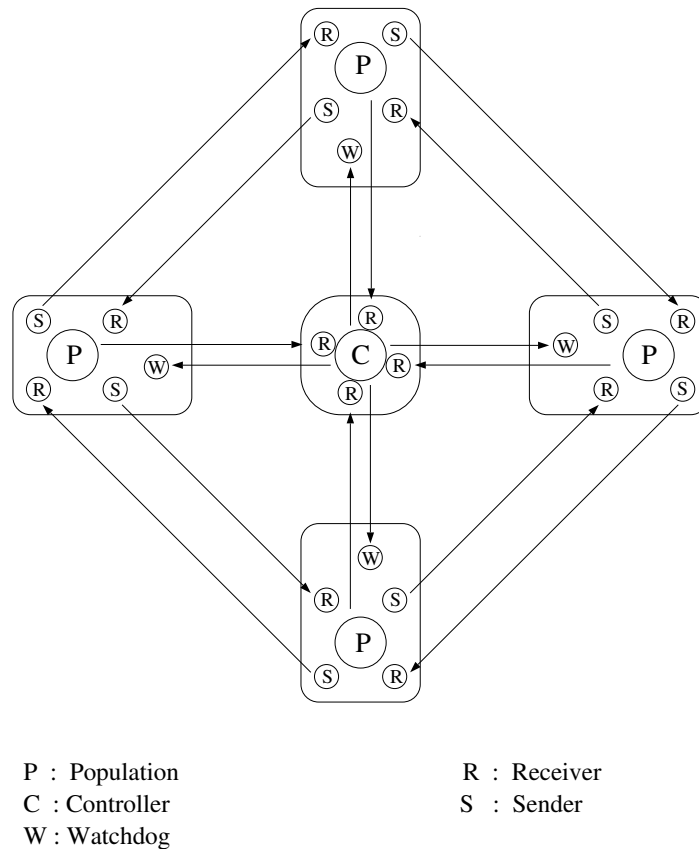 R S
P
S R
W
S R
P
W
R S
R
R C R
R
S R
W P
R S
W
R S
P
S R
P : Population
C : Controller
W : Watchdog
R : Receiver
S : Sender